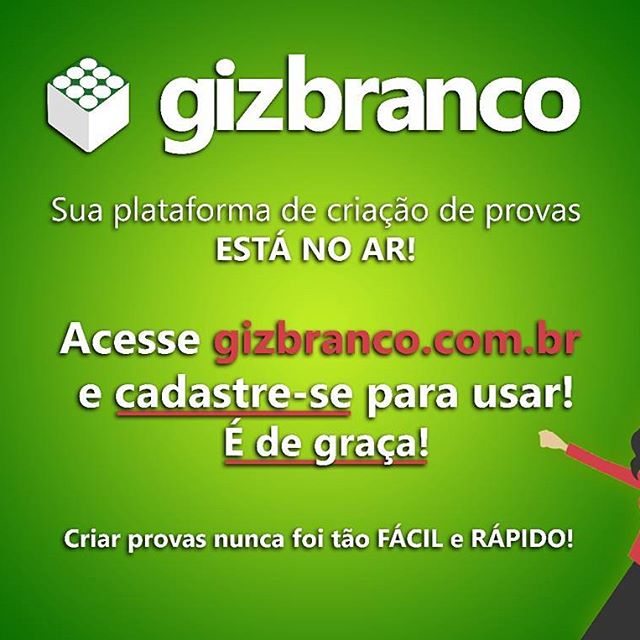 gizbranco
Sua plataforma de criação de provas
ESTÁ NO AR!
Acesse gizbranco.com.br
e cadastre-se para usar!
É de graça!
Criar provas nunca foi tão FÁCIL e RÁPIDO!